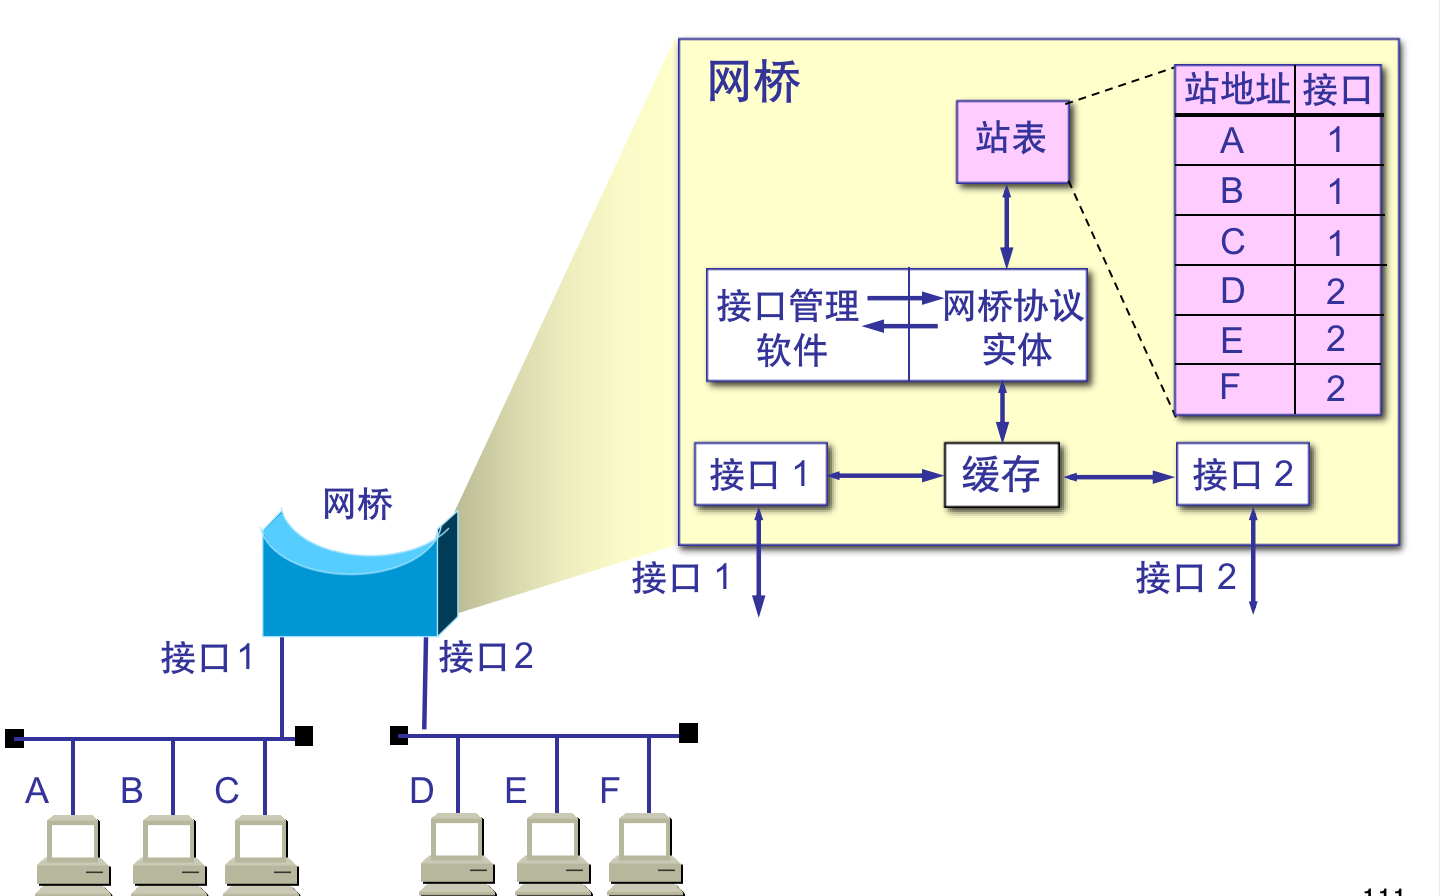 网桥
站表
站地址 接口
A 1
B 1
C 1
D 2
E 2
F 2
接口管理
软件
网桥协议
实体
接口 1
缓存
接口 2
接口 1
接口 2
网桥
接口1
接口2
A B C
D E F
111